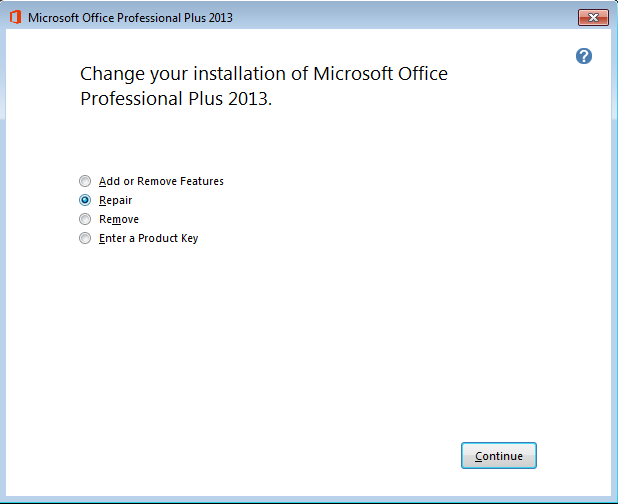 Microsoft Office Professional Plus 2013
Change your installation of Microsoft Office
Professional Plus 2013.
Add or Remove Features
Repair
Remove
Enter a Product Key
Continue